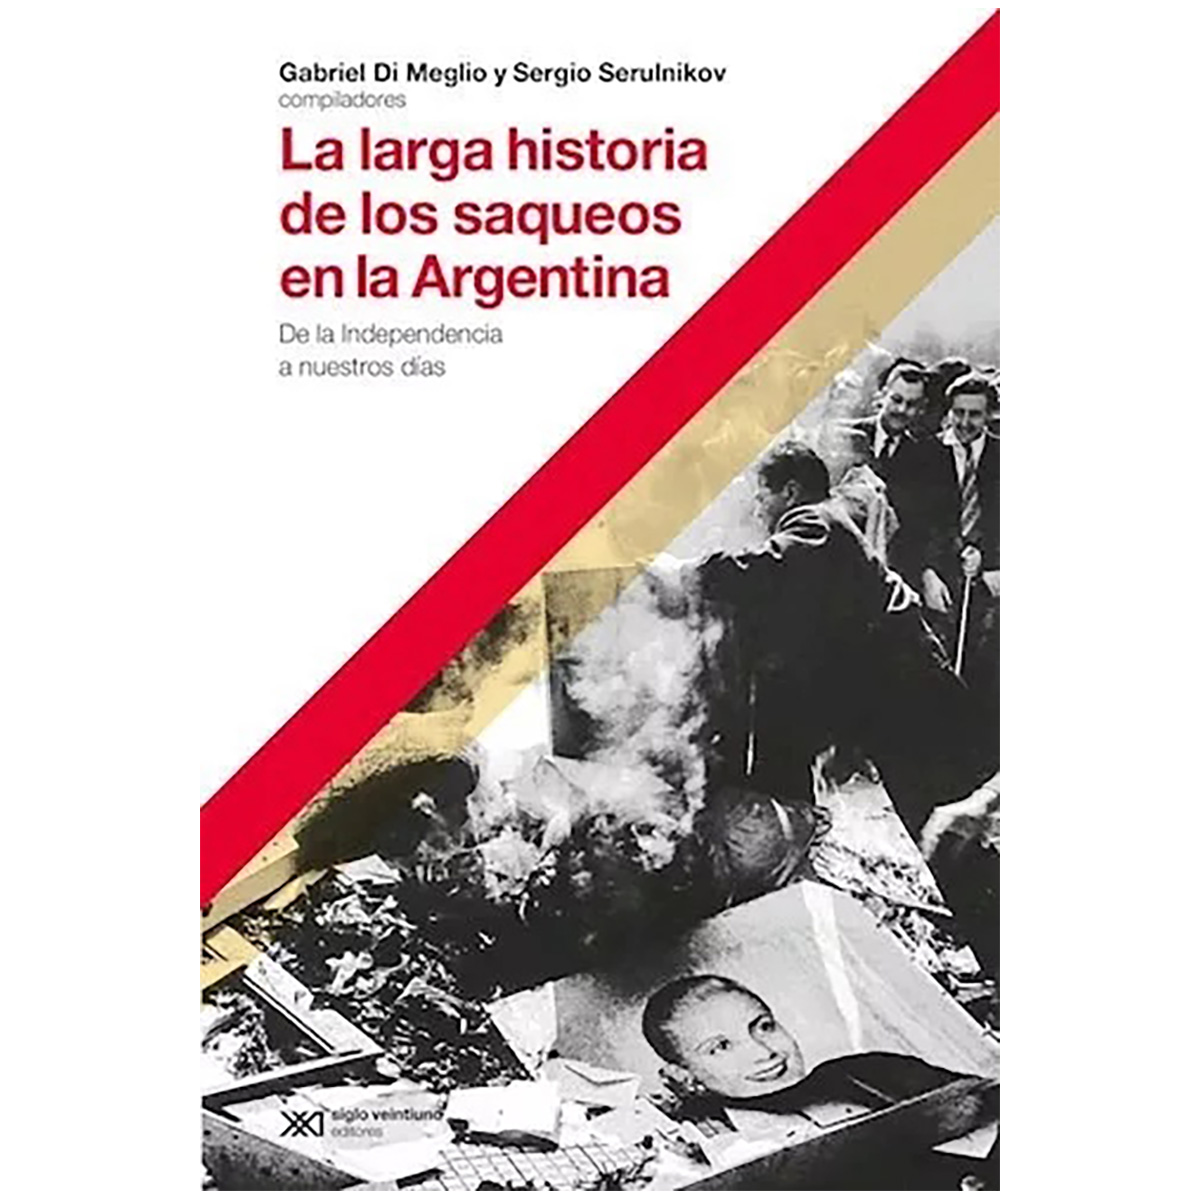 Gabriel Di Meglio y Sergio Serulnikov
compiladores
La larga historia
de los saqueos
en la Argentina
De la Independencia
a nuestros días
siglo veintiuno
editores